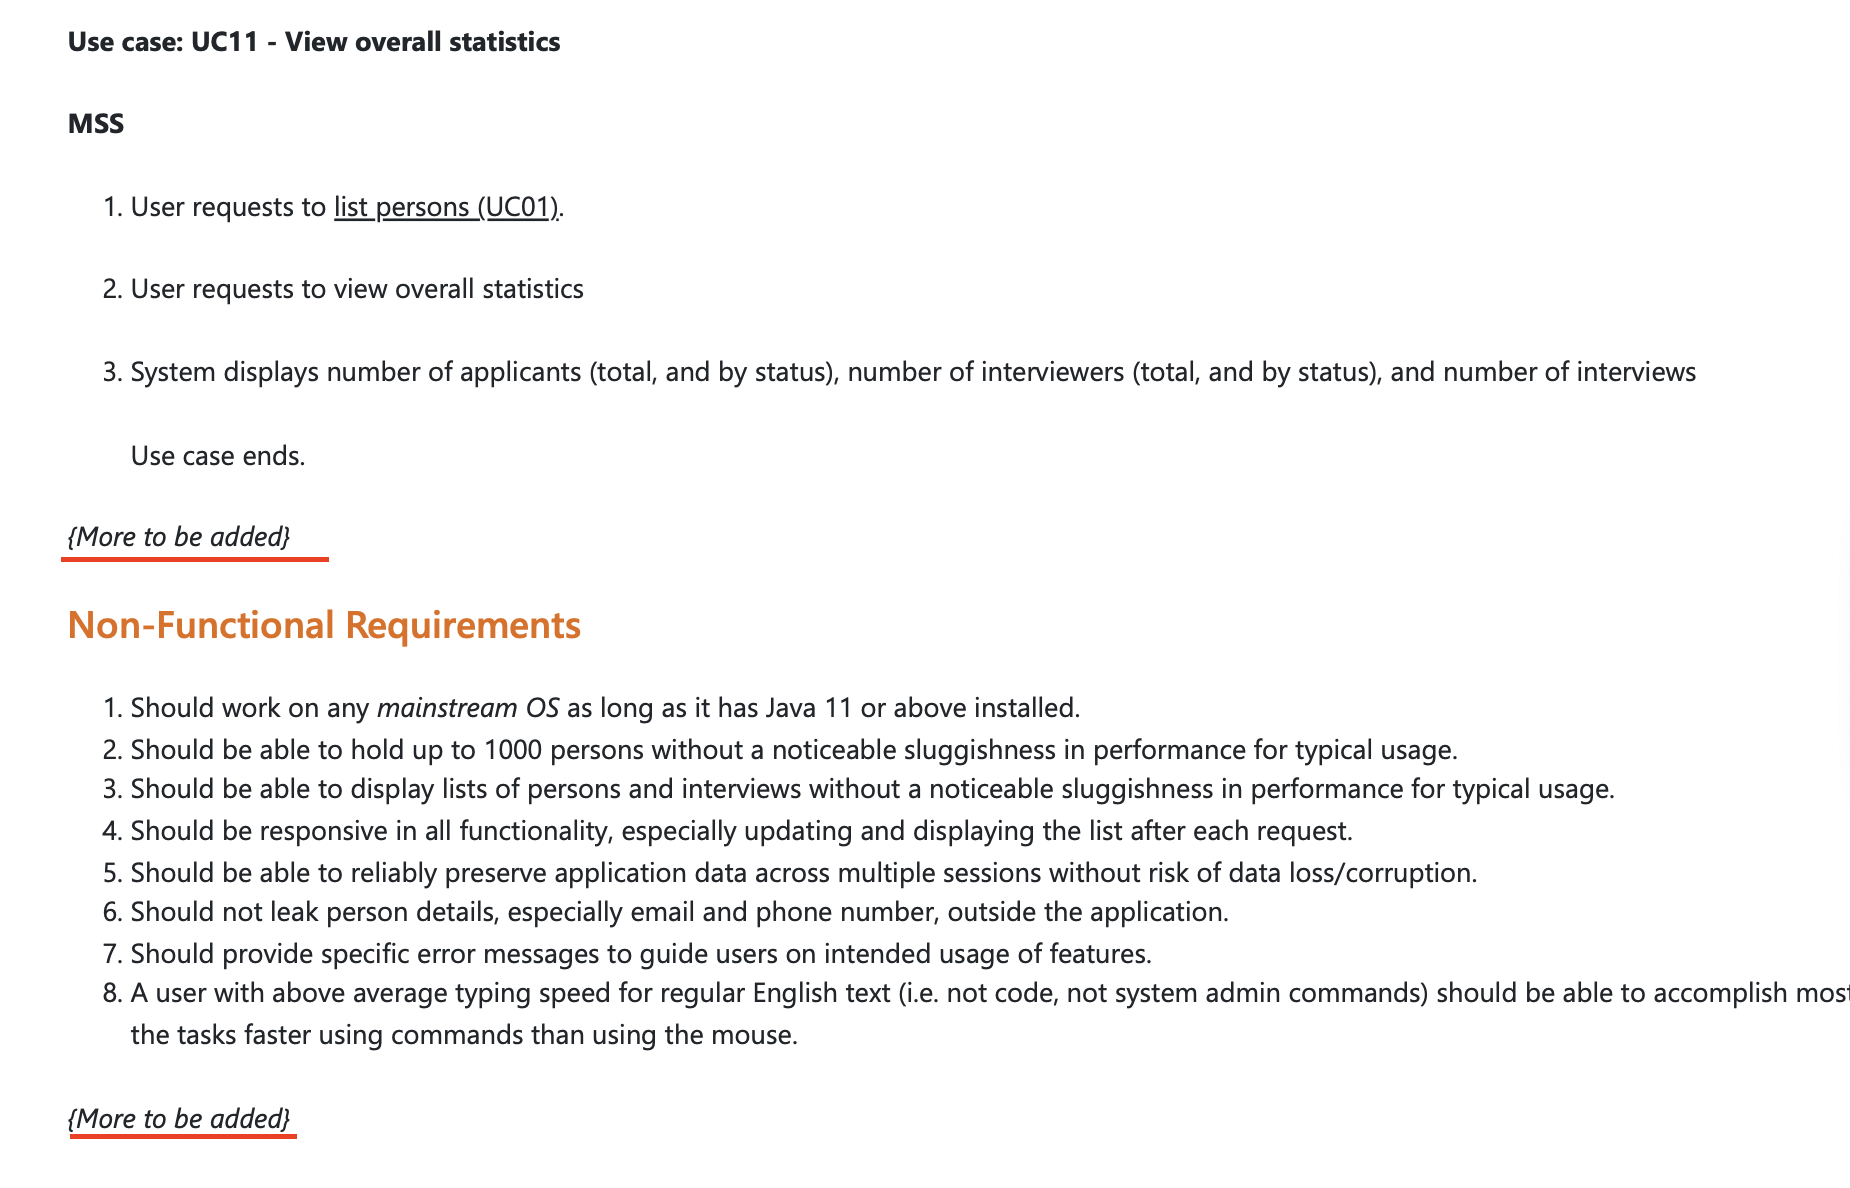 Use case: UC11 - View overall statistics
MSS
1. User requests to list persons (UC01).
2. User requests to view overall statistics
3. System displays number of applicants (total, and by status), number of interviewers (total, and by status), and number of interviews
Use case ends.
{More to be added}
Non-Functional Requirements
1. Should work on any mainstream OS as long as it has Java 11 or above installed.
2. Should be able to hold up to 1000 persons without a noticeable sluggishness in performance for typical usage.
3. Should be able to display lists of persons and interviews without a noticeable sluggishness in performance for typical usage.
4. Should be responsive in all functionality, especially updating and displaying the list after each request.
5. Should be able to reliably preserve application data across multiple sessions without risk of data loss/corruption.
6. Should not leak person details, especially email and phone number, outside the application.
7. Should provide specific error messages to guide users on intended usage of features.
8. A user with above average typing speed for regular English text (i.e. not code, not system admin commands) should be able to accomplish most
the tasks faster using commands than using the mouse.
{More to be added}